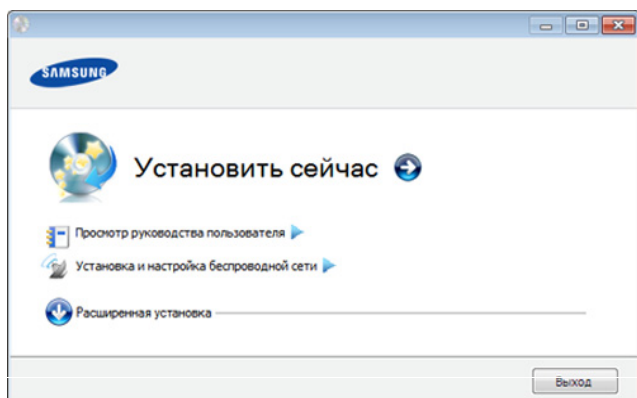 SAMSUNG
Установить сейчас
Просмотр руководства пользователя
Установка и настройка беспроводной сети
Расширенная установка
Выход